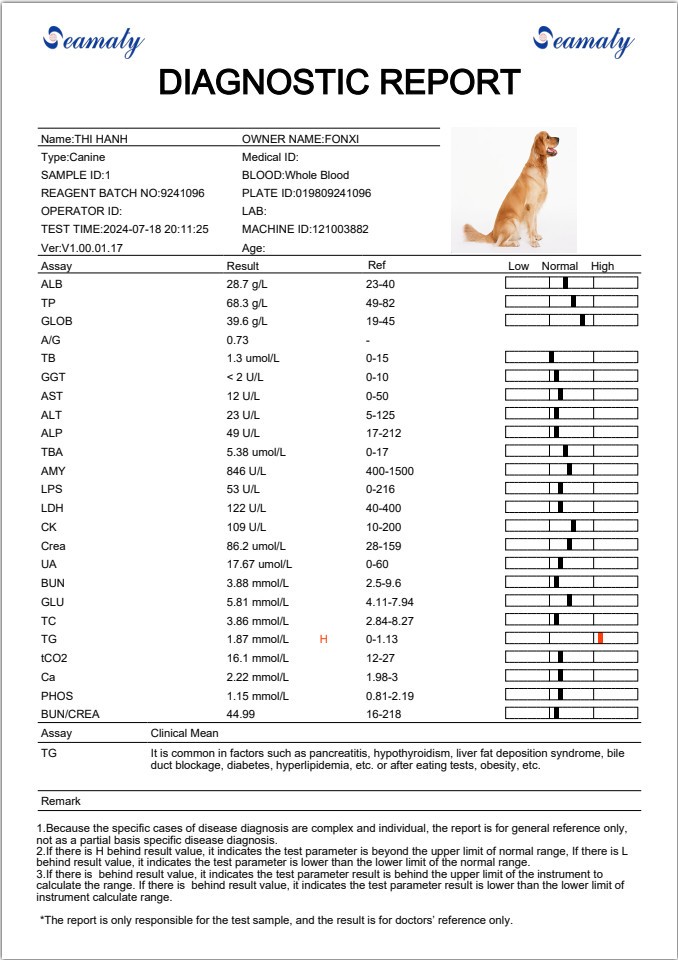 Seamaty Seamaty
DIAGNOSTIC REPORT
Name:THI HANH OWNER NAME:FONXI
Type:Canine Medical ID:
SAMPLE ID:1 BLOOD:Whole Blood
REAGENT BATCH NO:9241096 PLATE ID:019809241096
OPERATOR ID: LAB:
TEST TIME:2024-07-18 20:11:25 MACHINE ID:121003882
Ver:V1.00.01.17 Age:
Assay Result Ref Low Normal High
ALB 28.7 g/L 23-40
TP 68.3 g/L 49-82
GLOB 39.6 g/L 19-45
A/G 0.73 -
TB 1.3 umol/L 0-15
GGT < 2 U/L 0-10
AST 12 U/L 0-50
ALT 23 U/L 5-125
ALP 49 U/L 17-212
TBA 5.38 umol/L 0-17
AMY 846 U/L 400-1500
LPS 53 U/L 0-216
LDH 122 U/L 40-400
CK 109 U/L 10-200
Crea 86.2 umol/L 28-159
UA 17.67 umol/L 0-60
BUN 3.88 mmol/L 2.5-9.6
GLU 5.81 mmol/L 4.11-7.94
TC 3.86 mmol/L 2.84-8.27
TG 1.87 mmol/L H 0-1.13
tCO2 16.1 mmol/L 12-27
Ca 2.22 mmol/L 1.98-3
PHOS 1.15 mmol/L 0.81-2.19
BUN/CREA 44.99 16-218
Assay Clinical Mean
TG It is common in factors such as pancreatitis, hypothyroidism, liver fat deposition syndrome, bile
duct blockage, diabetes, hyperlipidemia, etc. or after eating tests, obesity, etc.
Remark
1.Because the specific cases of disease diagnosis are complex and individual, the report is for general reference only,
not as a partial basis specific disease diagnosis.
2.If there is H behind result value, it indicates the test parameter is beyond the upper limit of normal range, If there is L
behind result value, it indicates the test parameter is lower than the lower limit of the normal range.
3.If there is  behind result value, it indicates the test parameter result is behind the upper limit of the instrument to
calculate the range. If there is  behind result value, it indicates the test parameter result is lower than the lower limit of
instrument calculate range.
*The report is only responsible for the test sample, and the result is for doctors' reference only.